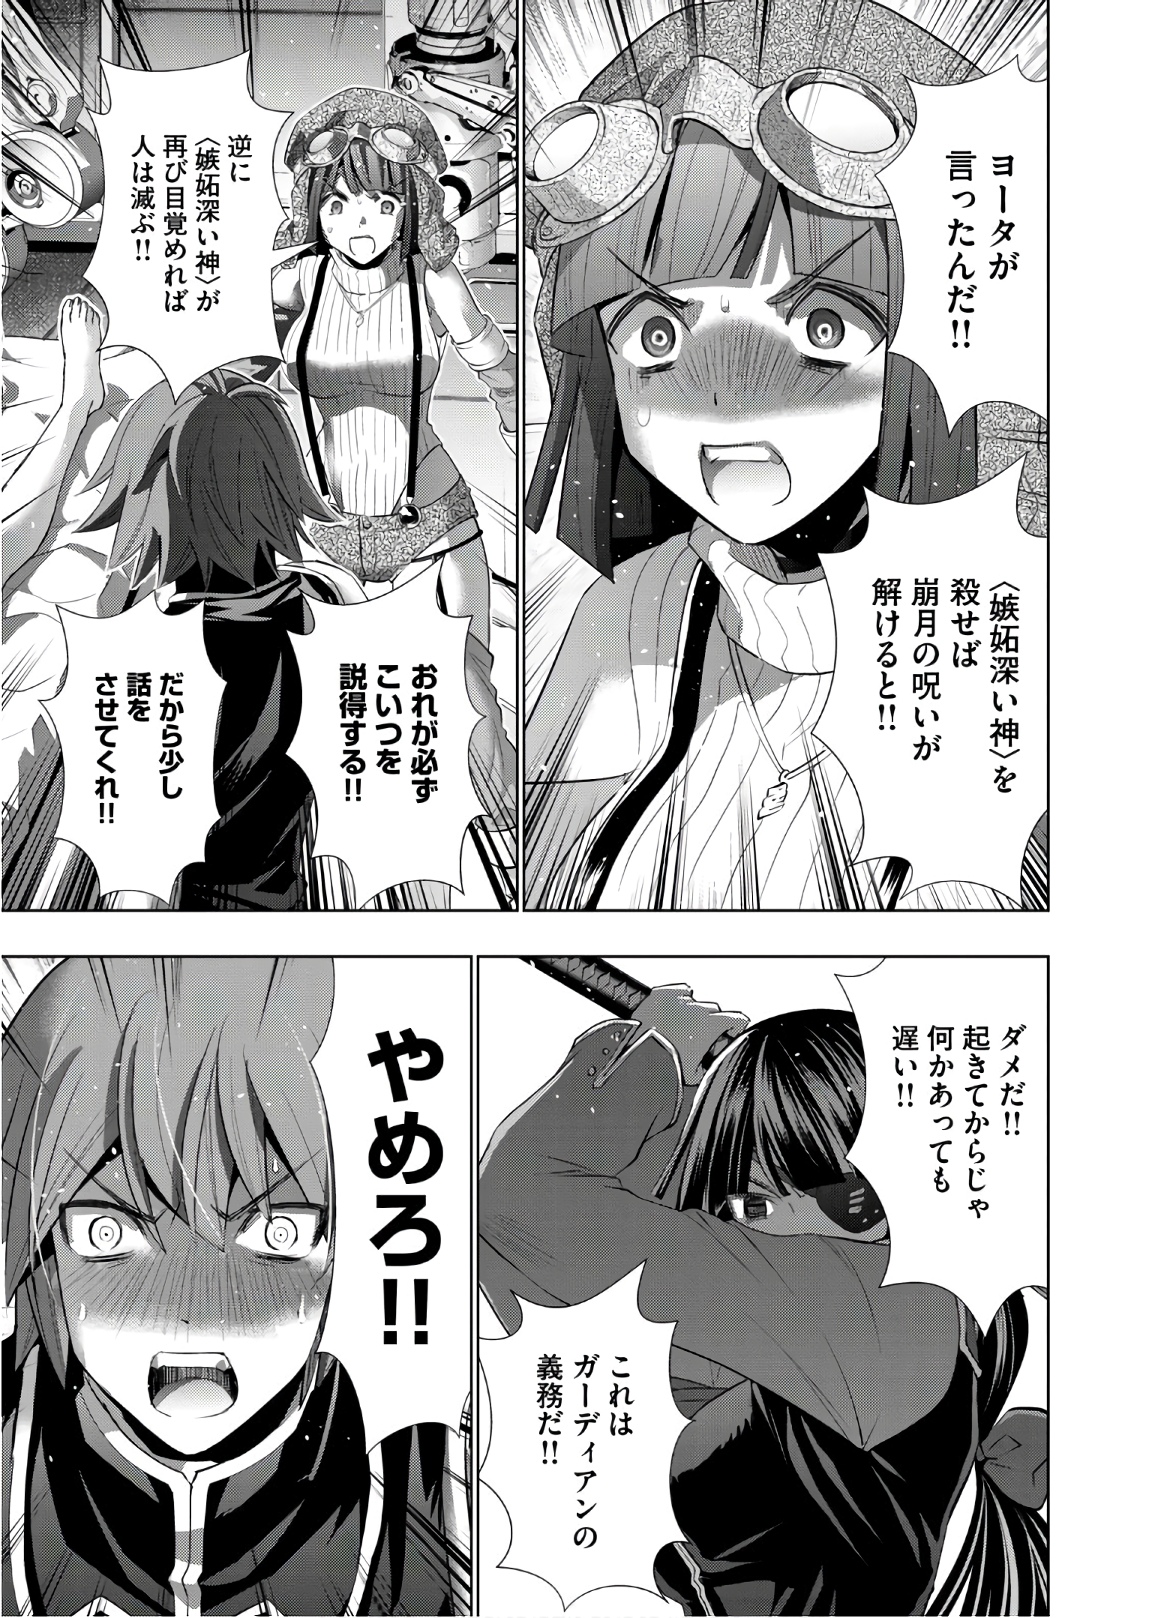 ヨータが
言ったんだ!!
〈嫉妬深い神〉を
殺せば
崩月の呪いが
解けると!!
逆に
〈嫉妬深い神〉が
再び目覚めれば
人は滅ぶ!!
おれが必ず
こいつを
説得する!!
だから少し
話を
させてくれ!!
ダメだ!!
起きてからじゃ
何かあっても
遅い!!
これは
ガーディアンの
義務だ!!
やめろ!!